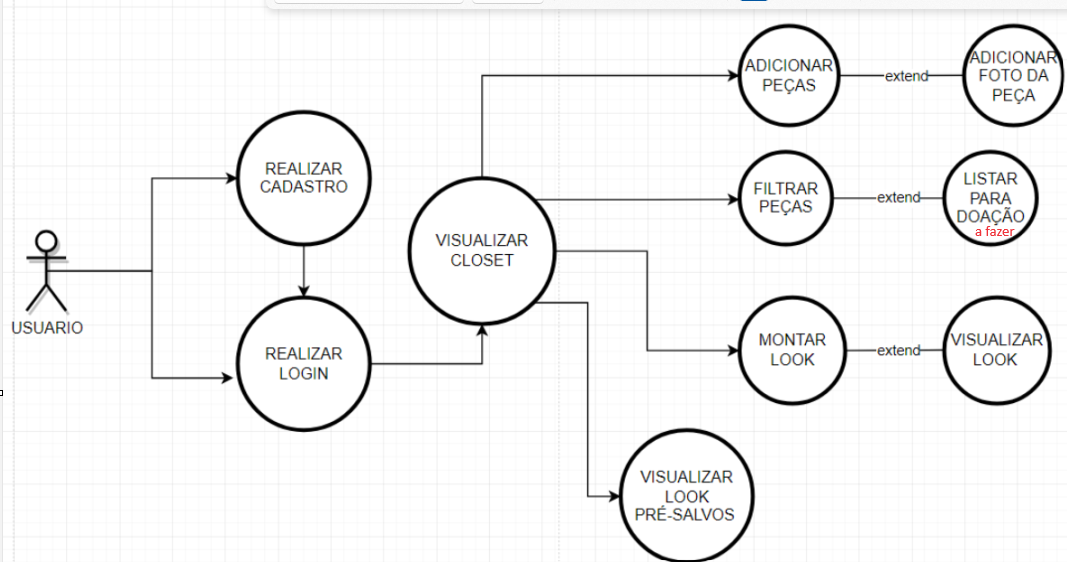 ADICIONAR
PEÇAS
extend
ADICIONAR
FOTO DA
PEÇA
REALIZAR
CADASTRO
FILTRAR
PEÇAS
extend
LISTAR
PARA
DOAÇÃO
a fazer
VISUALIZAR
CLOSET
USUARIO
REALIZAR
LOGIN
MONTAR
LOOK
extend
VISUALIZAR
LOOK
VISUALIZAR
LOOK
PRÉ-SALVOS